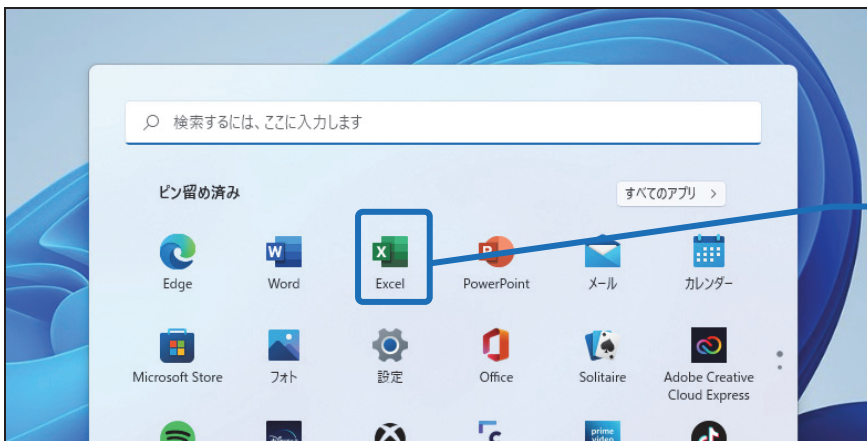 検索するには、ここに入力します
ピン留め済み
すべてのアプリ >
Edge
Word
Excel
PowerPoint
メール
カレンダー
Microsoft Store
フォト
設定
Office
Solitaire
Adobe Creative
Cloud Express
prime
video